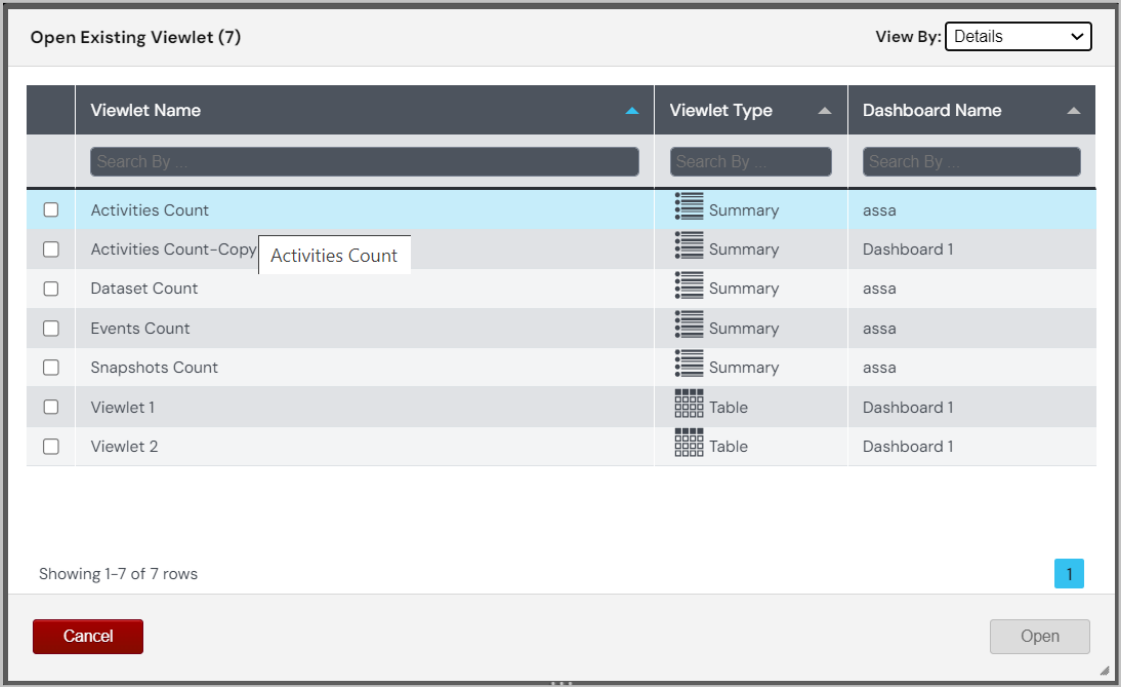 Open Existing Viewlet (7) View By: Details
Viewlet Name Viewlet Type Dashboard Name
Search By ... Search By ... Search By ...
Activities Count Summary assa
Activities Count-Copy Summary Dashboard 1
Activities Count
Dataset Count Summary assa
Events Count Summary assa
Snapshots Count Summary assa
Viewlet 1 Table Dashboard 1
Viewlet 2 Table Dashboard 1
Showing 1-7 of 7 rows 1
Cancel Open